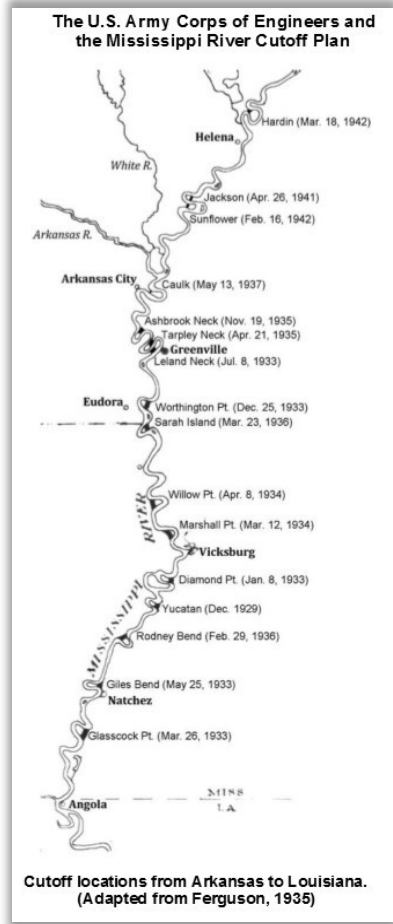 The U.S. Army Corps of Engineers and
the Mississippi River Cutoff Plan
Hardin (Mar. 18, 1942)
Helena
White R.
Jackson (Apr. 26, 1941)
Sunflower (Feb. 16, 1942)
Arkansas R.
Arkansas City
Caulk (May 13, 1937)
Ashbrook Neck (Nov. 19, 1935)
Tarpley Neck (Apr. 21, 1935)
Greenville
Leland Neck (Jul. 8, 1933)
Eudora
Worthington Pt. (Dec. 25, 1933)
Sarah Island (Mar. 23, 1936)
Willow Pt. (Apr. 8, 1934)
Marshall Pt. (Mar. 12, 1934)
Vicksburg
Diamond Pt. (Jan. 8, 1933)
Yucatan (Dec. 1929)
Rodney Bend (Feb. 29, 1936)
MISSISSIPPI RIVER
Giles Bend (May 25, 1933)
Natchez
Glasscock Pt. (Mar. 26, 1933)
MISS
LA
Angola
Cutoff locations from Arkansas to Louisiana.
(Adapted from Ferguson, 1935)